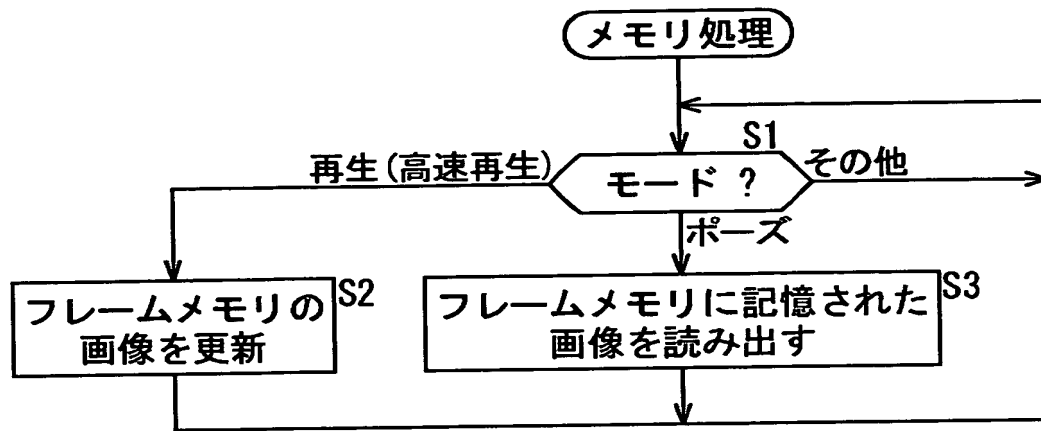 メモリ処理
S1
再生(高速再生)
モード ?
その他
ポーズ
S2
フレームメモリの
画像を更新
S3
フレームメモリに記憶された
画像を読み出す